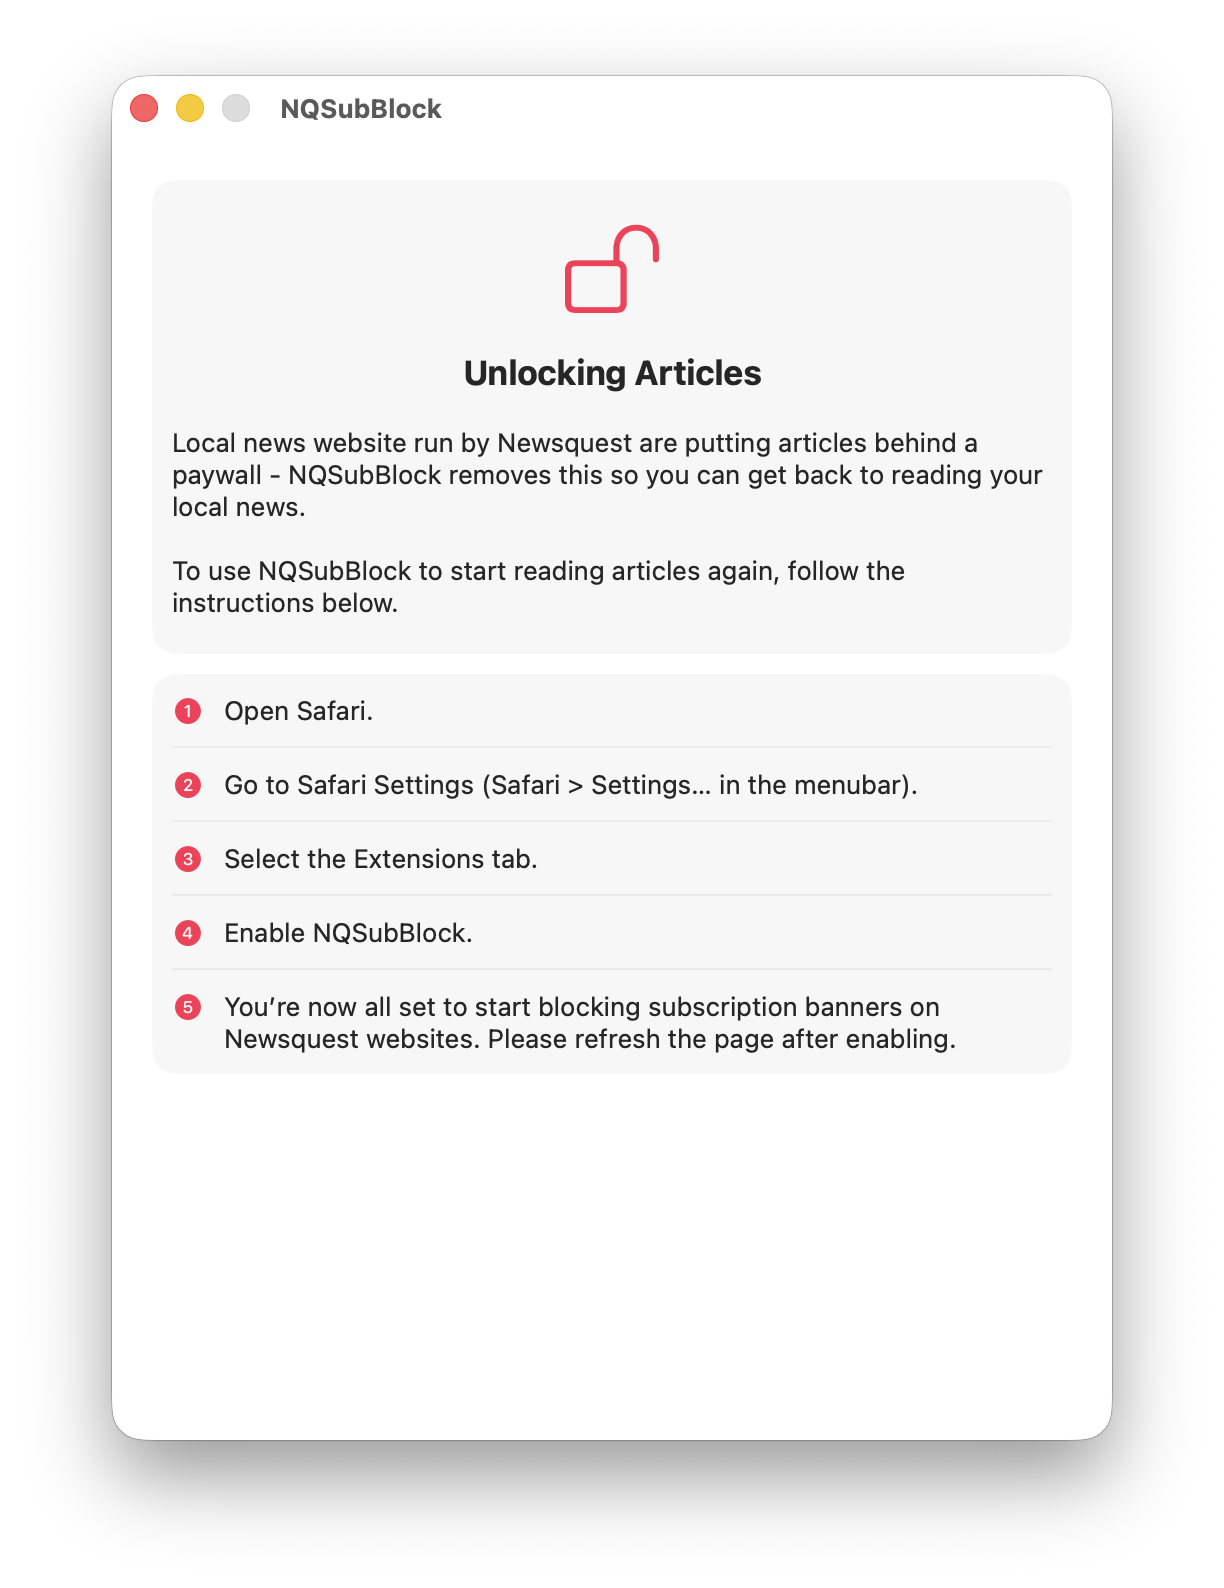 NQSubBlock
Unlocking Articles
Local news website run by Newsquest are putting articles behind a
paywall - NQSubBlock removes this so you can get back to reading your
local news.
To use NQSubBlock to start reading articles again, follow the
instructions below.
1 Open Safari.
2 Go to Safari Settings (Safari > Settings... in the menubar).
3 Select the Extensions tab.
4 Enable NQSubBlock.
5 You’re now all set to start blocking subscription banners on
Newsquest websites. Please refresh the page after enabling.